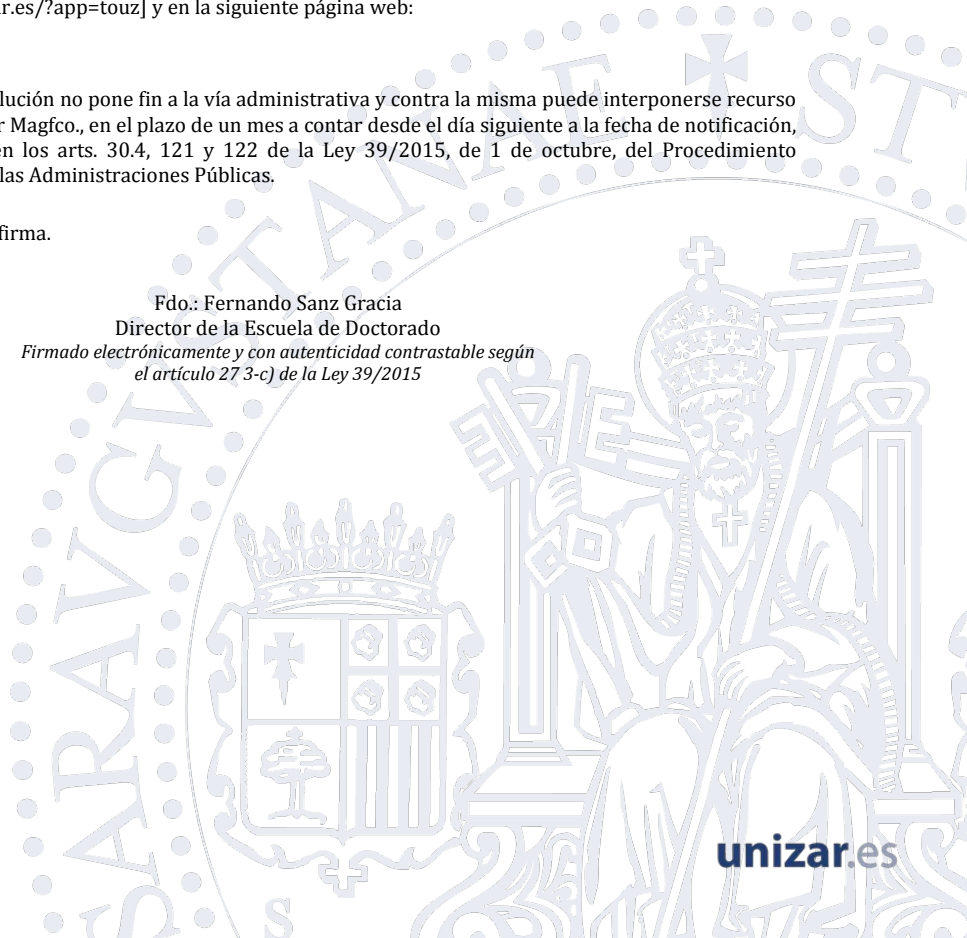 ar.es/?app=touz] y en la siguiente página web:
lución no pone fin a la vía administrativa y contra la misma puede interponerse recurso
r Magfco., en el plazo de un mes a contar desde el día siguiente a la fecha de notificación,
en los arts. 30.4, 121 y 122 de la Ley 39/2015, de 1 de octubre, del Procedimiento
las Administraciones Públicas.
firma.
Fdo.: Fernando Sanz Gracia
Director de la Escuela de Doctorado
Firmado electrónicamente y con autenticidad contrastable según
el artículo 27 3-c) de la Ley 39/2015
SARAVGVSTANAE ST
S
unizar.es